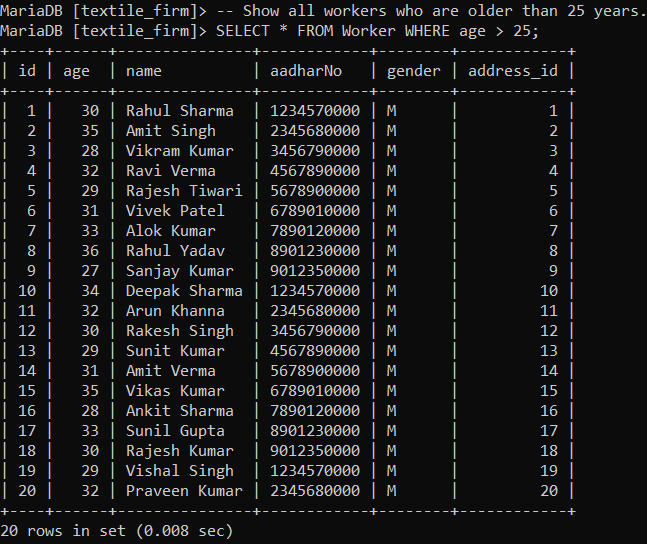 MariaDB [textile_firm]> -- Show all workers who are older than 25 years.
MariaDB [textile_firm]> SELECT * FROM Worker WHERE age > 25;
+----+------+---------------+------------+--------+------------+
| id | age  | name          | aadharNo   | gender | address_id |
+----+------+---------------+------------+--------+------------+
|  1 |   30 | Rahul Sharma  | 1234570000 | M      |          1 |
|  2 |   35 | Amit Singh    | 2345680000 | M      |          2 |
|  3 |   28 | Vikram Kumar  | 3456790000 | M      |          3 |
|  4 |   32 | Ravi Verma    | 4567890000 | M      |          4 |
|  5 |   29 | Rajesh Tiwari | 5678900000 | M      |          5 |
|  6 |   31 | Vivek Patel   | 6789010000 | M      |          6 |
|  7 |   33 | Alok Kumar    | 7890120000 | M      |          7 |
|  8 |   36 | Rahul Yadav   | 8901230000 | M      |          8 |
|  9 |   27 | Sanjay Kumar  | 9012350000 | M      |          9 |
| 10 |   34 | Deepak Sharma | 1234570000 | M      |         10 |
| 11 |   32 | Arun Khanna   | 2345680000 | M      |         11 |
| 12 |   30 | Rakesh Singh  | 3456790000 | M      |         12 |
| 13 |   29 | Sunit Kumar   | 4567890000 | M      |         13 |
| 14 |   31 | Amit Verma    | 5678900000 | M      |         14 |
| 15 |   35 | Vikas Kumar   | 6789010000 | M      |         15 |
| 16 |   28 | Ankit Sharma  | 7890120000 | M      |         16 |
| 17 |   33 | Sunil Gupta   | 8901230000 | M      |         17 |
| 18 |   30 | Rajesh Kumar  | 9012350000 | M      |         18 |
| 19 |   29 | Vishal Singh  | 1234570000 | M      |         19 |
| 20 |   32 | Praveen Kumar | 2345680000 | M      |         20 |
+----+------+---------------+------------+--------+------------+
20 rows in set (0.008 sec)